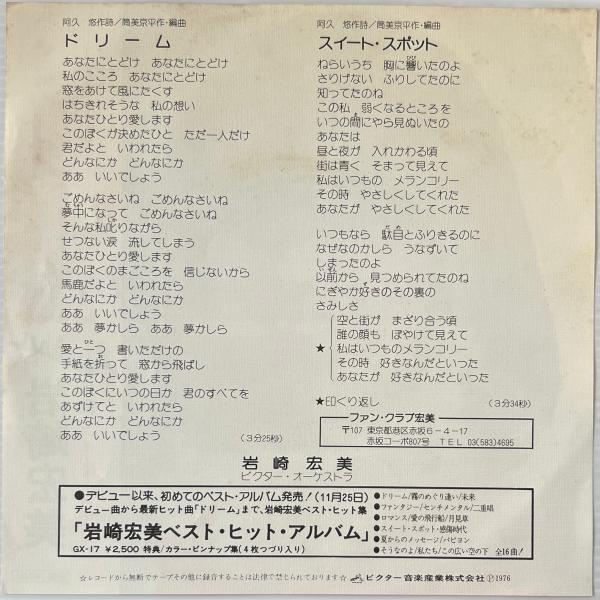 阿久 悠作詩/筒美京平作・編曲
ドリーム
あなたにとどけ あなたにとどけ
私のこころ あなたにとどけ
窓をあけて風にたくす
はちきれそうな 私の想い
あなたひとり愛します
このぼくが決めたひと ただ一人だけ
君だよと いわれたら
どんなにか どんなにか
ああ いいでしょう
ごめんなさいね ごめんなさいね
夢中になって ごめんなさいね
そんな私叱りながら
せつない涙 流してしまう
あなたひとり愛します
このぼくのまごころを 信じないから
馬鹿だよと いわれたら
どんなにか どんなにか
ああ いいでしょう
ああ 夢かしら ああ 夢かしら
愛と一つ 書いただけの
手紙を折って 窓から飛ばし
あなたひとり愛します
このぼくにいつの日か 君のすべてを
あずけてと いわれたら
どんなにか どんなにか
ああ いいでしょう
(3分25秒)
阿久 悠作詩/筒美京平作・編曲
スイート・スポット
ねらいうち 胸に響いたのよ
さりげない ふりしてたのに
知ってたのね
この私 弱くなるところを
いつの間にやら見ぬいたの
あなたは
昼と夜が 入れかわる頃
街は青く そまって見えて
私はいつもの メランコリー
その時 やさしくしてくれた
あなたが やさしくしてくれた
いつもなら 駄目とふりきるのに
なぜなのかしら うなずいて
しまったのよ
以前から 見つめられてたのね
にぎやか好きのその裏の
さみしさ
空と街が まざり合う頃
誰の顔も ぼやけて見えて
★ 私はいつものメランコリー
その時 好きなんだといった
あなたが 好きなんだといった
★印くり返し
(3分34秒)
ファン・クラブ宏美
〒107 東京都港区赤坂6-4-17
赤坂コーポ807号 TEL 03(583)4695
岩崎宏美
ビクター・オーケストラ
●デビュー以来、初めてのベスト・アルバム発売!(11月25日)
デビュー曲から最新ヒット曲「ドリーム」まで、岩崎宏美ベスト・ヒット集
「岩崎宏美ベスト・ヒット・アルバム」
GX-17 ¥2,500 特典/カラー・ピンナップ集(4枚つづり入り)
●ドリーム/霧のめぐり逢い/未来
●ファンタジー/センチメンタル/二重唱
●ロマンス/愛の飛行船/月見草
●スイート・スポット・感傷時代
●夏からのメッセージ/パピヨン
●そうなのよ/私たち/この広い空の下 全16曲!
☆レコードから無断でテープその他に録音することは法律で禁じられております☆
ビクター音楽産業株式会社 Ⓟ1976